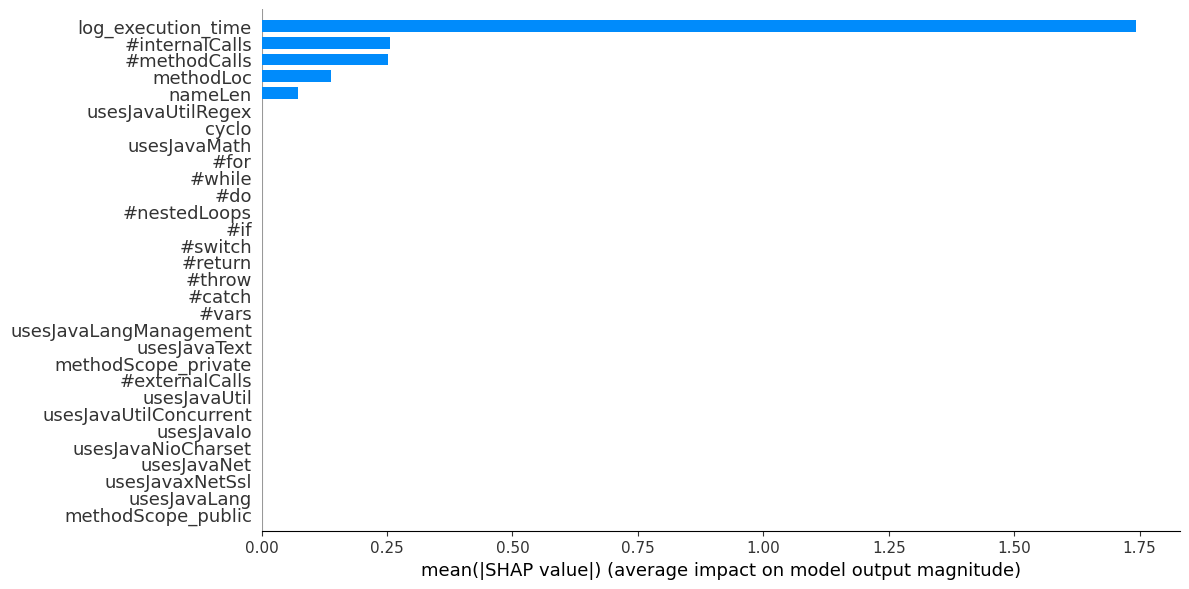 log_execution_time
#internalCalls
#methodCalls
methodLoc
nameLen
usesJavaUtilRegex
cyclo
usesJavaMath
#for
#while
#do
#nestedLoops
#if
#switch
#return
#throw
#catch
#vars
usesJavaLangManagement
usesJavaText
methodScope_private
#externalCalls
usesJavaUtil
usesJavaUtilConcurrent
usesJavaIo
usesJavaNioCharset
usesJavaNet
usesJavaxNetSsl
usesJavaLang
methodScope_public
0.00 0.25 0.50 0.75 1.00 1.25 1.50 1.75
mean(|SHAP value|) (average impact on model output magnitude)